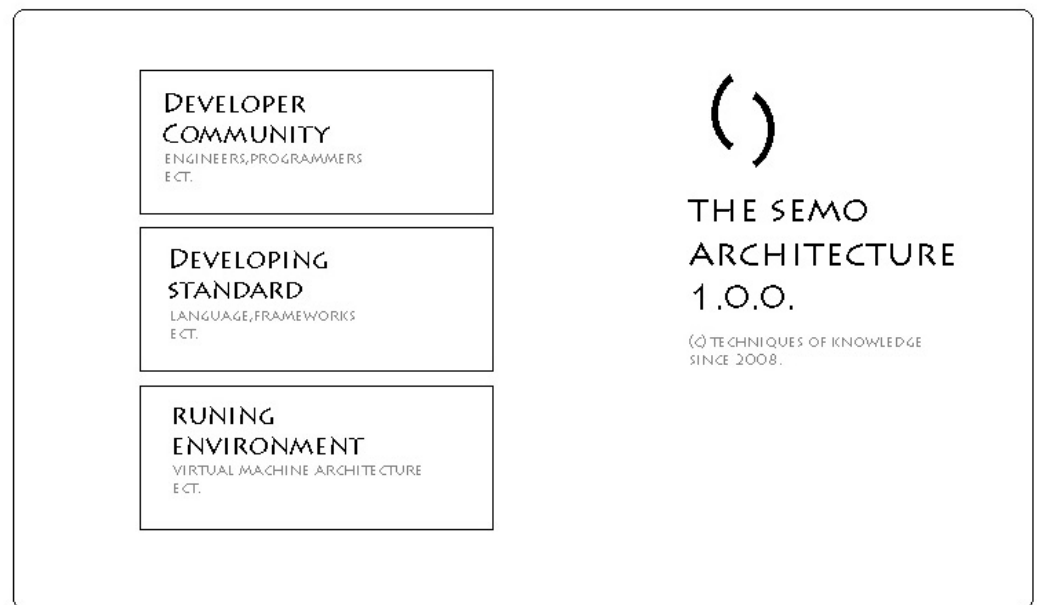 Developer
Community
engineers,programmers
ect.
Developing
standard
language,frameworks
ect.
runing
environment
virtual machine architecture
ect.
the semo
architecture
1.0.0.
(c) techniques of knowledge
since 2008.